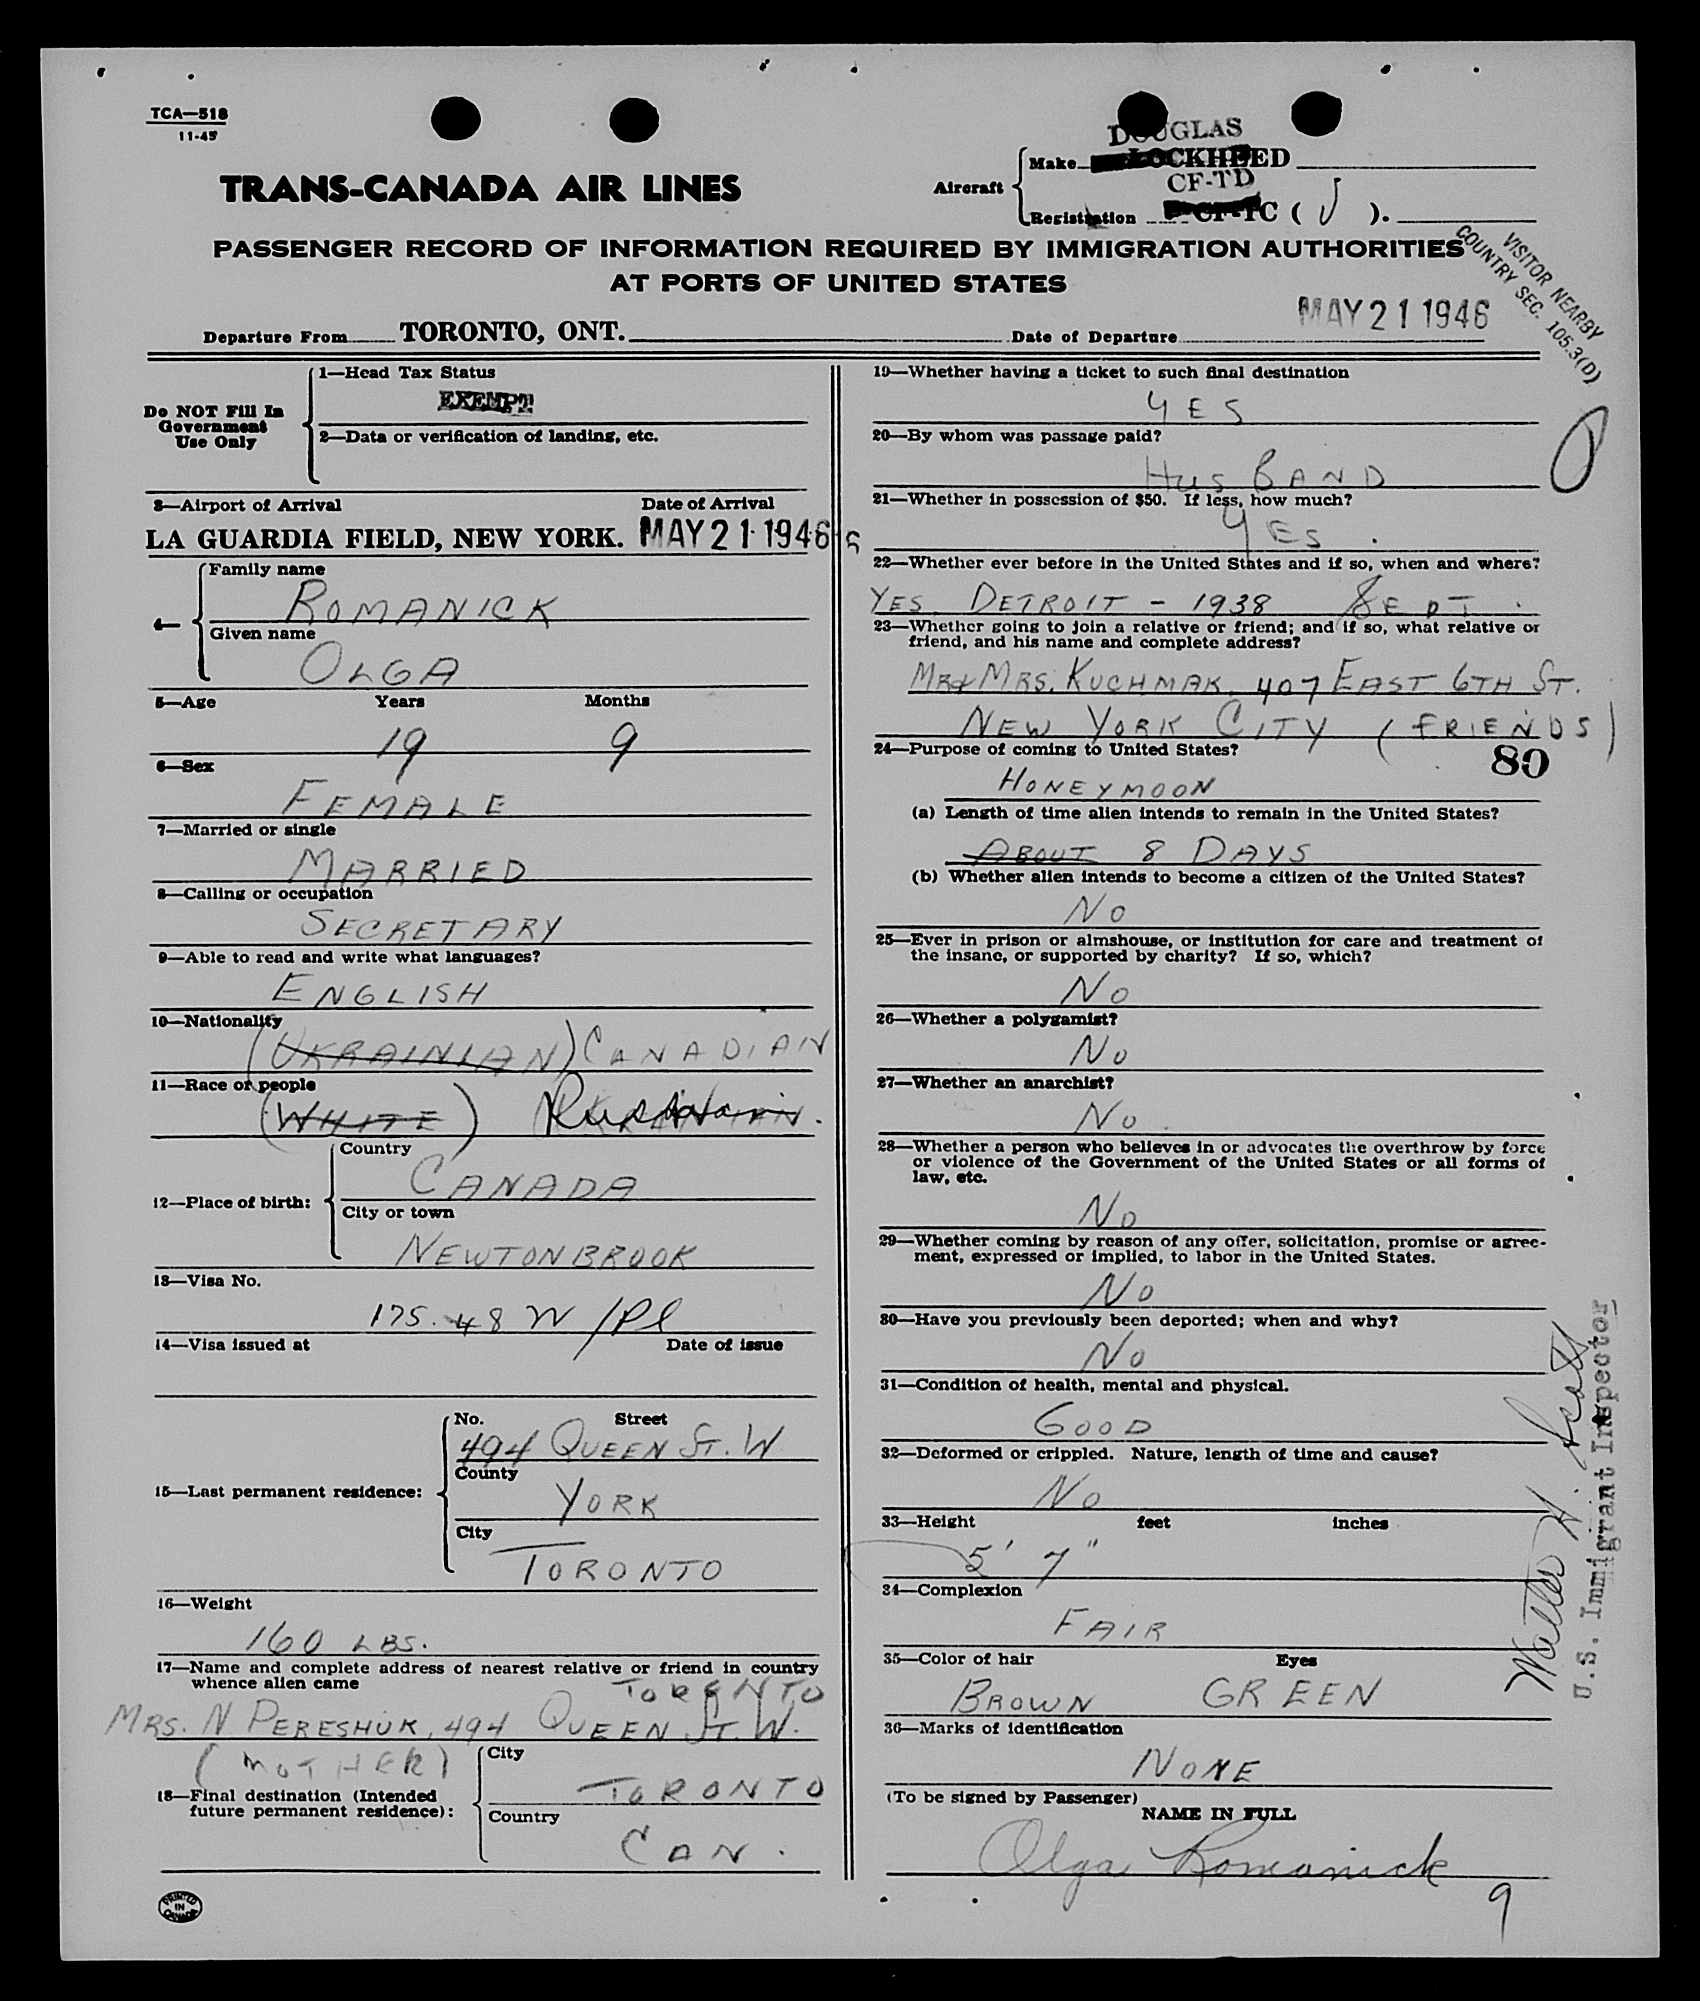 TCA—518
11-45
DOUGLAS
Make LOCKHEED
TRANS-CANADA AIR LINES
Aircraft
CF-TD
Registration CF-TC ( J ).
PASSENGER RECORD OF INFORMATION REQUIRED BY IMMIGRATION AUTHORITIES
AT PORTS OF UNITED STATES
VISITOR NEARBY
COUNTRY SEC. 105.3(D)
Departure From TORONTO, ONT. Date of Departure MAY 21 1946
Do NOT Fill In
Government
Use Only
1—Head Tax Status
EXEMPT
2—Data or verification of landing, etc.
3—Airport of Arrival Date of Arrival
LA GUARDIA FIELD, NEW YORK. MAY 21 1946
4—
Family name
ROMANICK
Given name
OLGA
5—Age Years Months
19 9
6—Sex
FEMALE
7—Married or single
MARRIED
8—Calling or occupation
SECRETARY
9—Able to read and write what languages?
ENGLISH
10—Nationality
(UKRAINIAN) CANADIAN
11—Race or people
(WHITE)
12—Place of birth:
Country
CANADA
City or town
NEWTONBROOK
13—Visa No.
175.48 W/Pl
14—Visa issued at Date of issue
15—Last permanent residence:
No. Street
494 QUEEN ST. W
County
YORK
City
TORONTO
16—Weight
160 LBS.
17—Name and complete address of nearest relative or friend in country
whence alien came
TORONTO
MRS. N PERESHUK, 494 QUEEN ST. W.
(MOTHER)
18—Final destination (Intended
future permanent residence):
City
TORONTO
Country
CAN.
PRINTED
IN
CANADA
19—Whether having a ticket to such final destination
YES
20—By whom was passage paid?
HUSBAND
21—Whether in possession of $50. If less, how much?
YES.
22—Whether ever before in the United States and if so, when and where?
YES. DETROIT - 1938 SEPT.
23—Whether going to join a relative or friend; and if so, what relative or
friend, and his name and complete address?
MR & MRS. KUCHMAK, 407 EAST 6TH ST.
NEW YORK CITY (FRIENDS)
24—Purpose of coming to United States?
80
HONEYMOON
(a) Length of time alien intends to remain in the United States?
ABOUT 8 DAYS
(b) Whether alien intends to become a citizen of the United States?
NO
25—Ever in prison or almshouse, or institution for care and treatment of
the insane, or supported by charity? If so, which?
NO
26—Whether a polygamist?
NO
27—Whether an anarchist?
NO
28—Whether a person who believes in or advocates the overthrow by force
or violence of the Government of the United States or all forms of
law, etc.
NO
29—Whether coming by reason of any offer, solicitation, promise or agree-
ment, expressed or implied, to labor in the United States.
NO
30—Have you previously been deported; when and why?
NO
31—Condition of health, mental and physical.
GOOD
32—Deformed or crippled. Nature, length of time and cause?
NO
33—Height feet inches
5' 7"
34—Complexion
FAIR
35—Color of hair Eyes
BROWN GREEN
36—Marks of identification
NONE
(To be signed by Passenger)
NAME IN FULL
Olga Romanick
9
Walter H. Scott
U.S. Immigrant Inspector